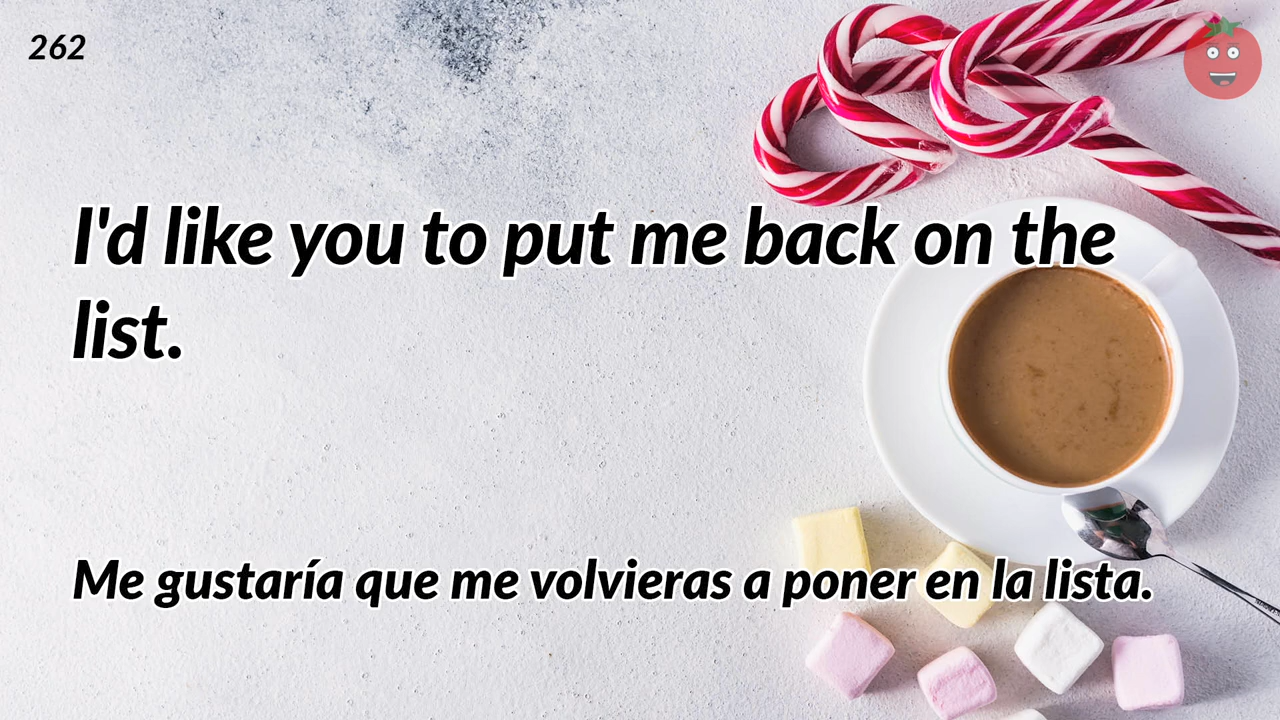 262
I'd like you to put me back on the
list.
Me gustaría que me volvieras a poner en la lista.